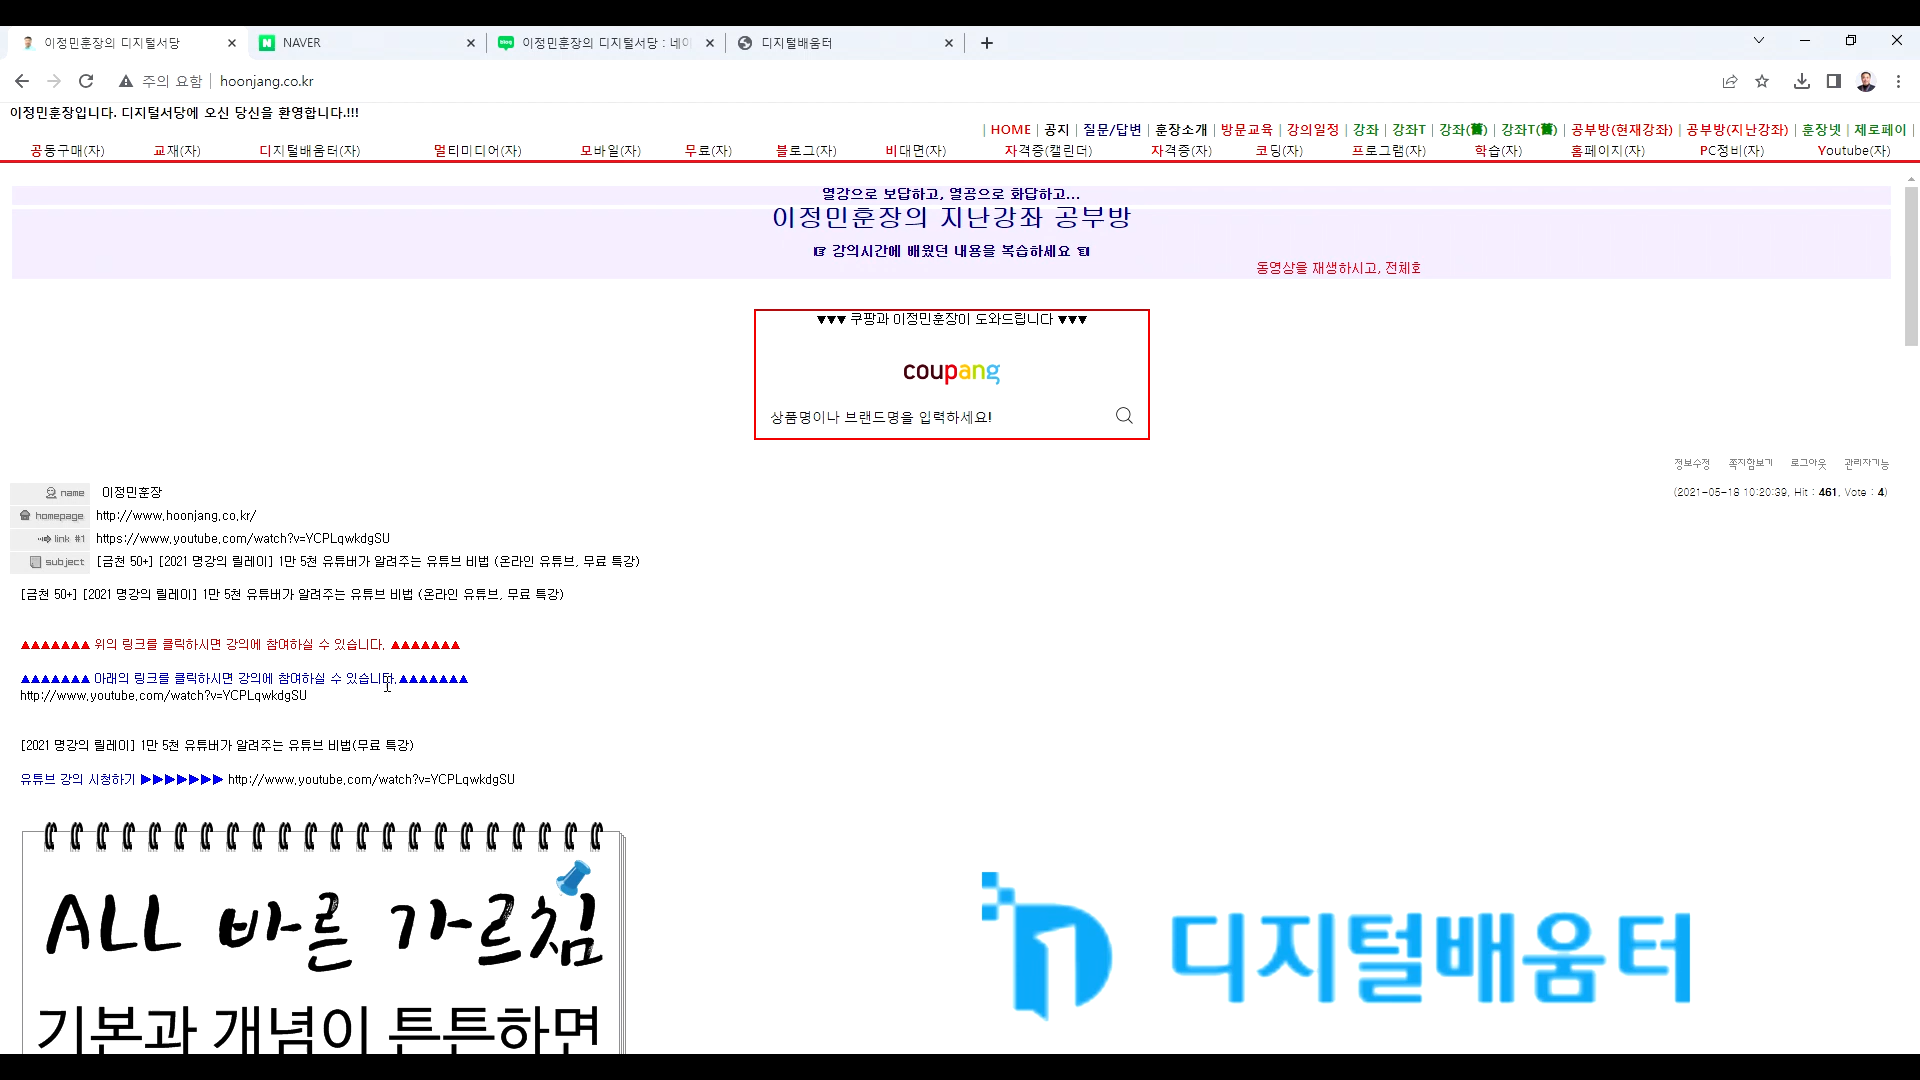 이정민훈장의 디지털서당
NAVER
이정민훈장의 디지털서당 : 네이
디지털배움터
주의 요함
hoonjang.co.kr
이정민훈장입니다. 디지털서당에 오신 당신을 환영합니다.!!!
| HOME | 공지 | 질문/답변 | 훈장소개 | 방문교육 | 강의일정 | 강좌 | 강좌T | 강좌(舊) | 강좌T(舊) | 공부방(현재강좌) | 공부방(지난강좌) | 훈장넷 | 제로페이 |
공동구매(자) 교재(자) 디지털배움터(자) 멀티미디어(자) 모바일(자) 무료(자) 블로그(자) 비대면(자) 자격증(캘린더) 자격증(자) 코딩(자) 프로그램(자) 학습(자) 홈페이지(자) PC정비(자) Youtube(자)
열강으로 보답하고, 열공으로 화답하고...
이정민훈장의 지난강좌 공부방
☞ 강의시간에 배웠던 내용을 복습하세요 ☜
동영상을 재생하시고, 전체호
▼▼▼ 쿠팡과 이정민훈장이 도와드립니다 ▼▼▼
coupang
상품명이나 브랜드명을 입력하세요!
정보수정 쪽지함보기 로그아웃 관리자기능
name 이정민훈장
(2021-05-18 10:20:39, Hit : 461, Vote : 4)
homepage http://www.hoonjang.co.kr/
link #1 https://www.youtube.com/watch?v=YCPLqwkdgSU
subject [금천 50+] [2021 명강의 릴레이] 1만 5천 유튜버가 알려주는 유튜브 비법 (온라인 유튜브, 무료 특강)
[금천 50+] [2021 명강의 릴레이] 1만 5천 유튜버가 알려주는 유튜브 비법 (온라인 유튜브, 무료 특강)
▲▲▲▲▲▲▲ 위의 링크를 클릭하시면 강의에 참여하실 수 있습니다. ▲▲▲▲▲▲▲
▲▲▲▲▲▲▲ 아래의 링크를 클릭하시면 강의에 참여하실 수 있습니다.▲▲▲▲▲▲▲
http://www.youtube.com/watch?v=YCPLqwkdgSU
[2021 명강의 릴레이] 1만 5천 유튜버가 알려주는 유튜브 비법(무료 특강)
유튜브 강의 시청하기 ▶▶▶▶▶▶▶ http://www.youtube.com/watch?v=YCPLqwkdgSU
ALL 바른 가르침
기본과 개념이 튼튼하면
디지털배움터